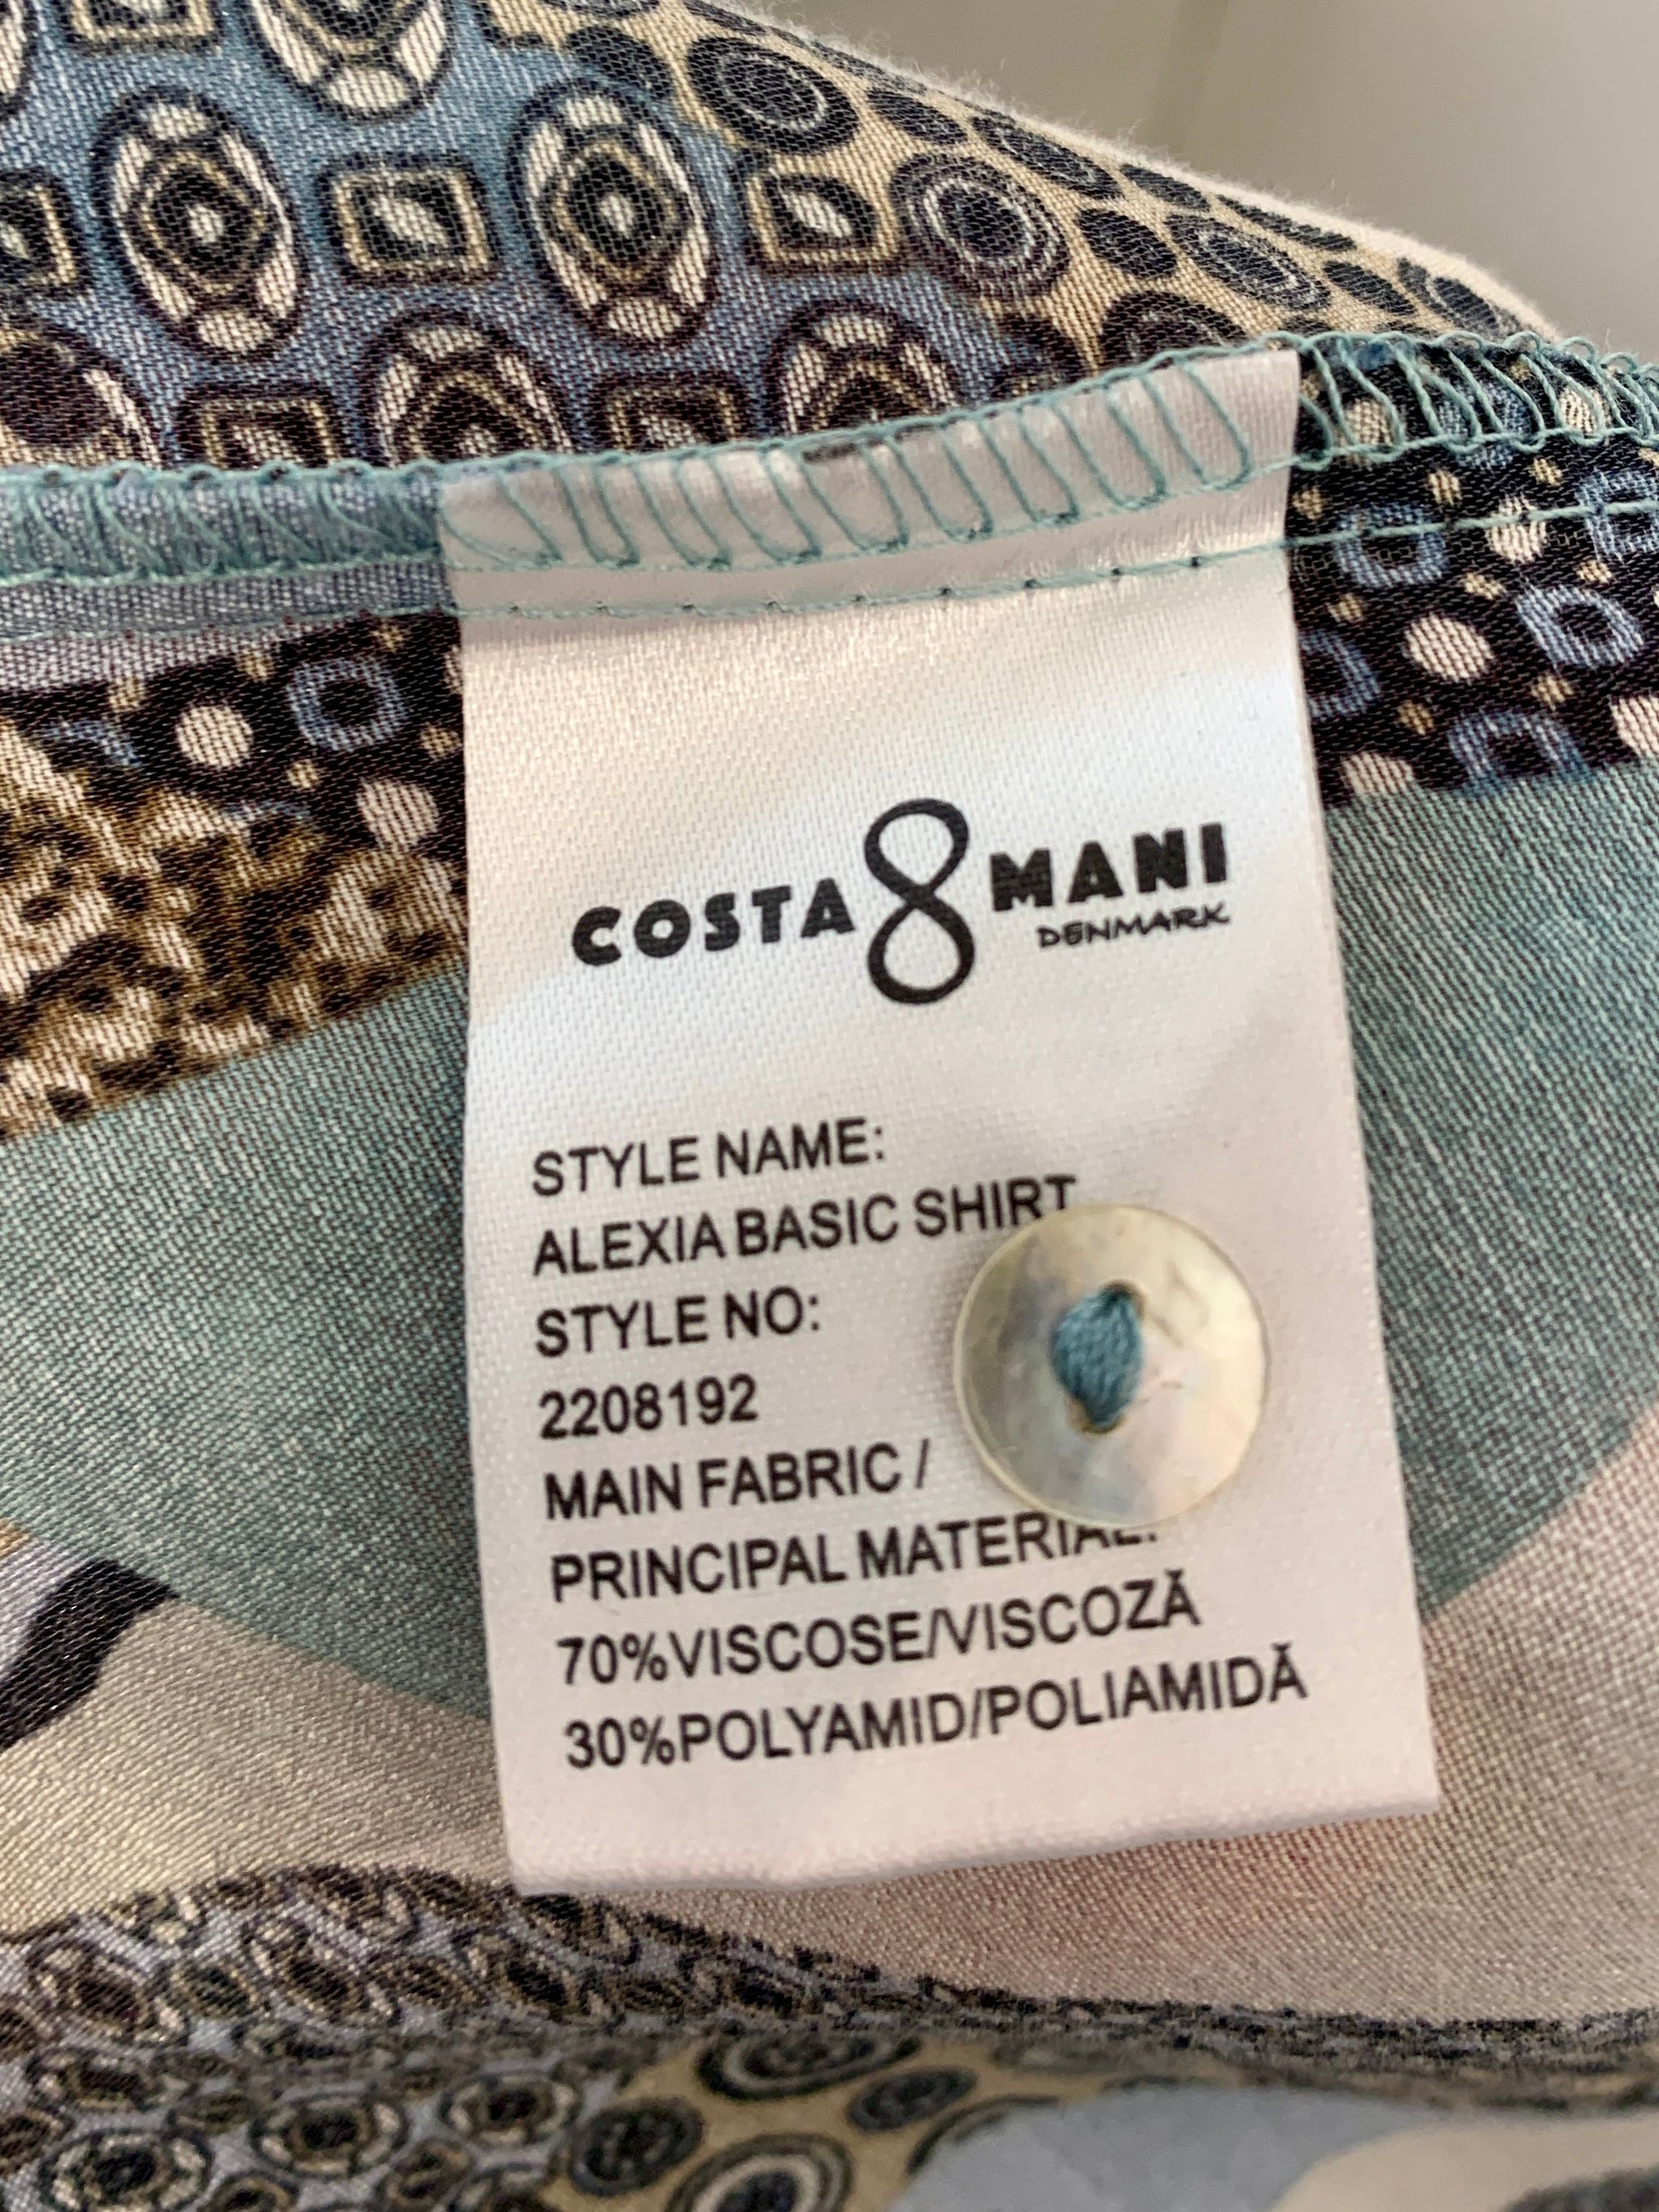 COSTA 8 MANI
DENMARK
STYLE NAME:
ALEXIA BASIC SHIRT
STYLE NO:
2208192
MAIN FABRIC /
PRINCIPAL MATERIAL:
70%VISCOSE/VISCOZĂ
30%POLYAMID/POLIAMIDĂ